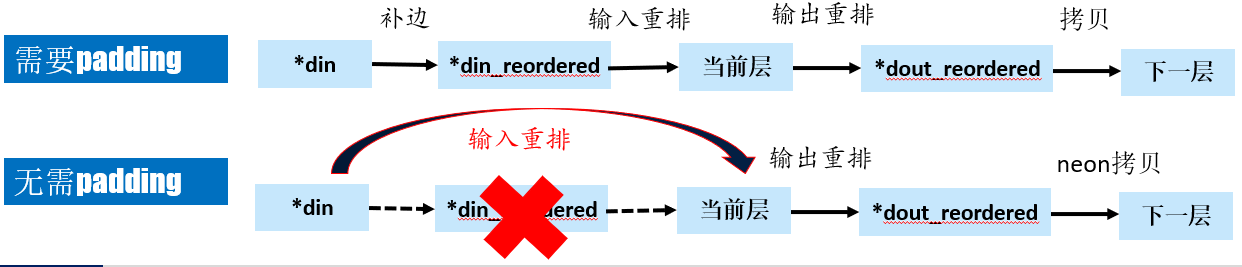 补边 输入重排 输出重排 拷贝
需要padding *din *din_reordered 当前层 *dout_reordered 下一层
输入重排 输出重排 neon拷贝
无需padding *din *din_ dered 当前层 *dout_reordered 下一层